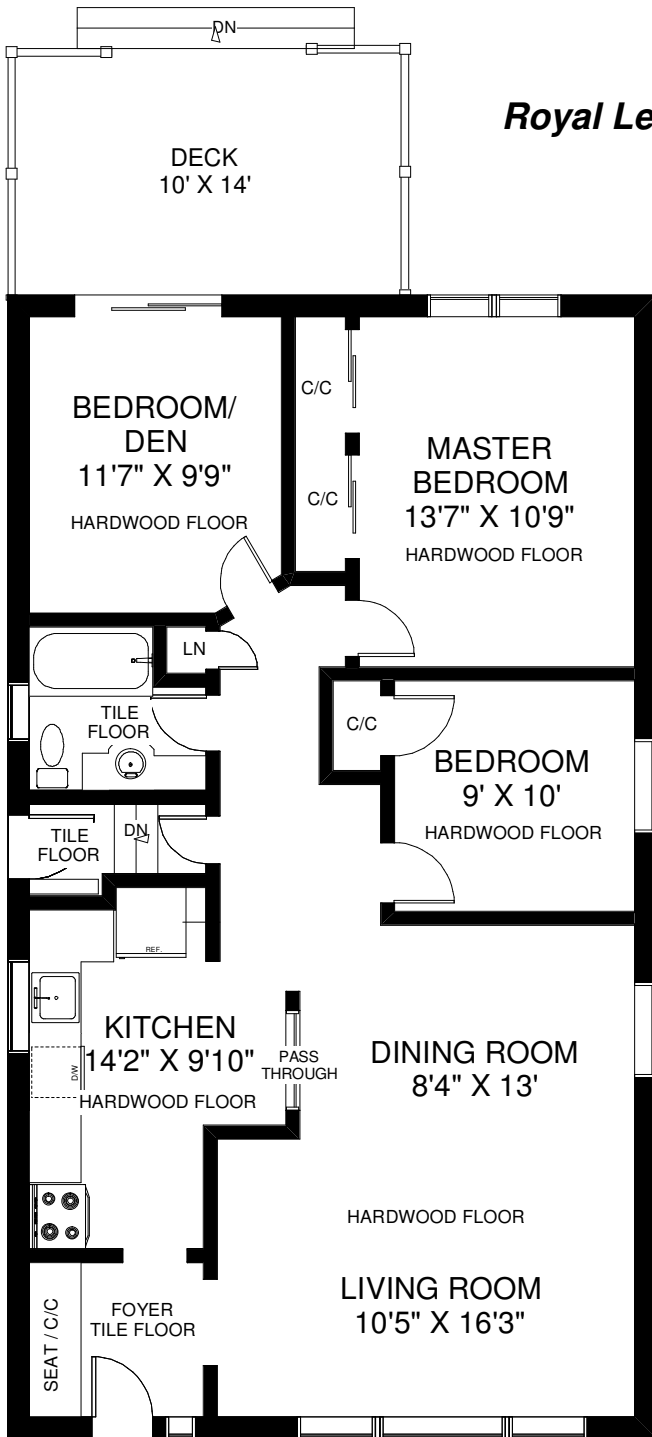 DN
Royal Le
DECK
10' X 14'
C/C
BEDROOM/
DEN
11'7" X 9'9"
HARDWOOD FLOOR
MASTER
BEDROOM
13'7" X 10'9"
HARDWOOD FLOOR
C/C
LN
TILE
FLOOR
C/C
BEDROOM
9' X 10'
HARDWOOD FLOOR
DN
TILE
FLOOR
REF.
KITCHEN
14'2" X 9'10"
HARDWOOD FLOOR
D/W
PASS
THROUGH
DINING ROOM
8'4" X 13'
HARDWOOD FLOOR
LIVING ROOM
10'5" X 16'3"
FOYER
TILE FLOOR
SEAT / C/C